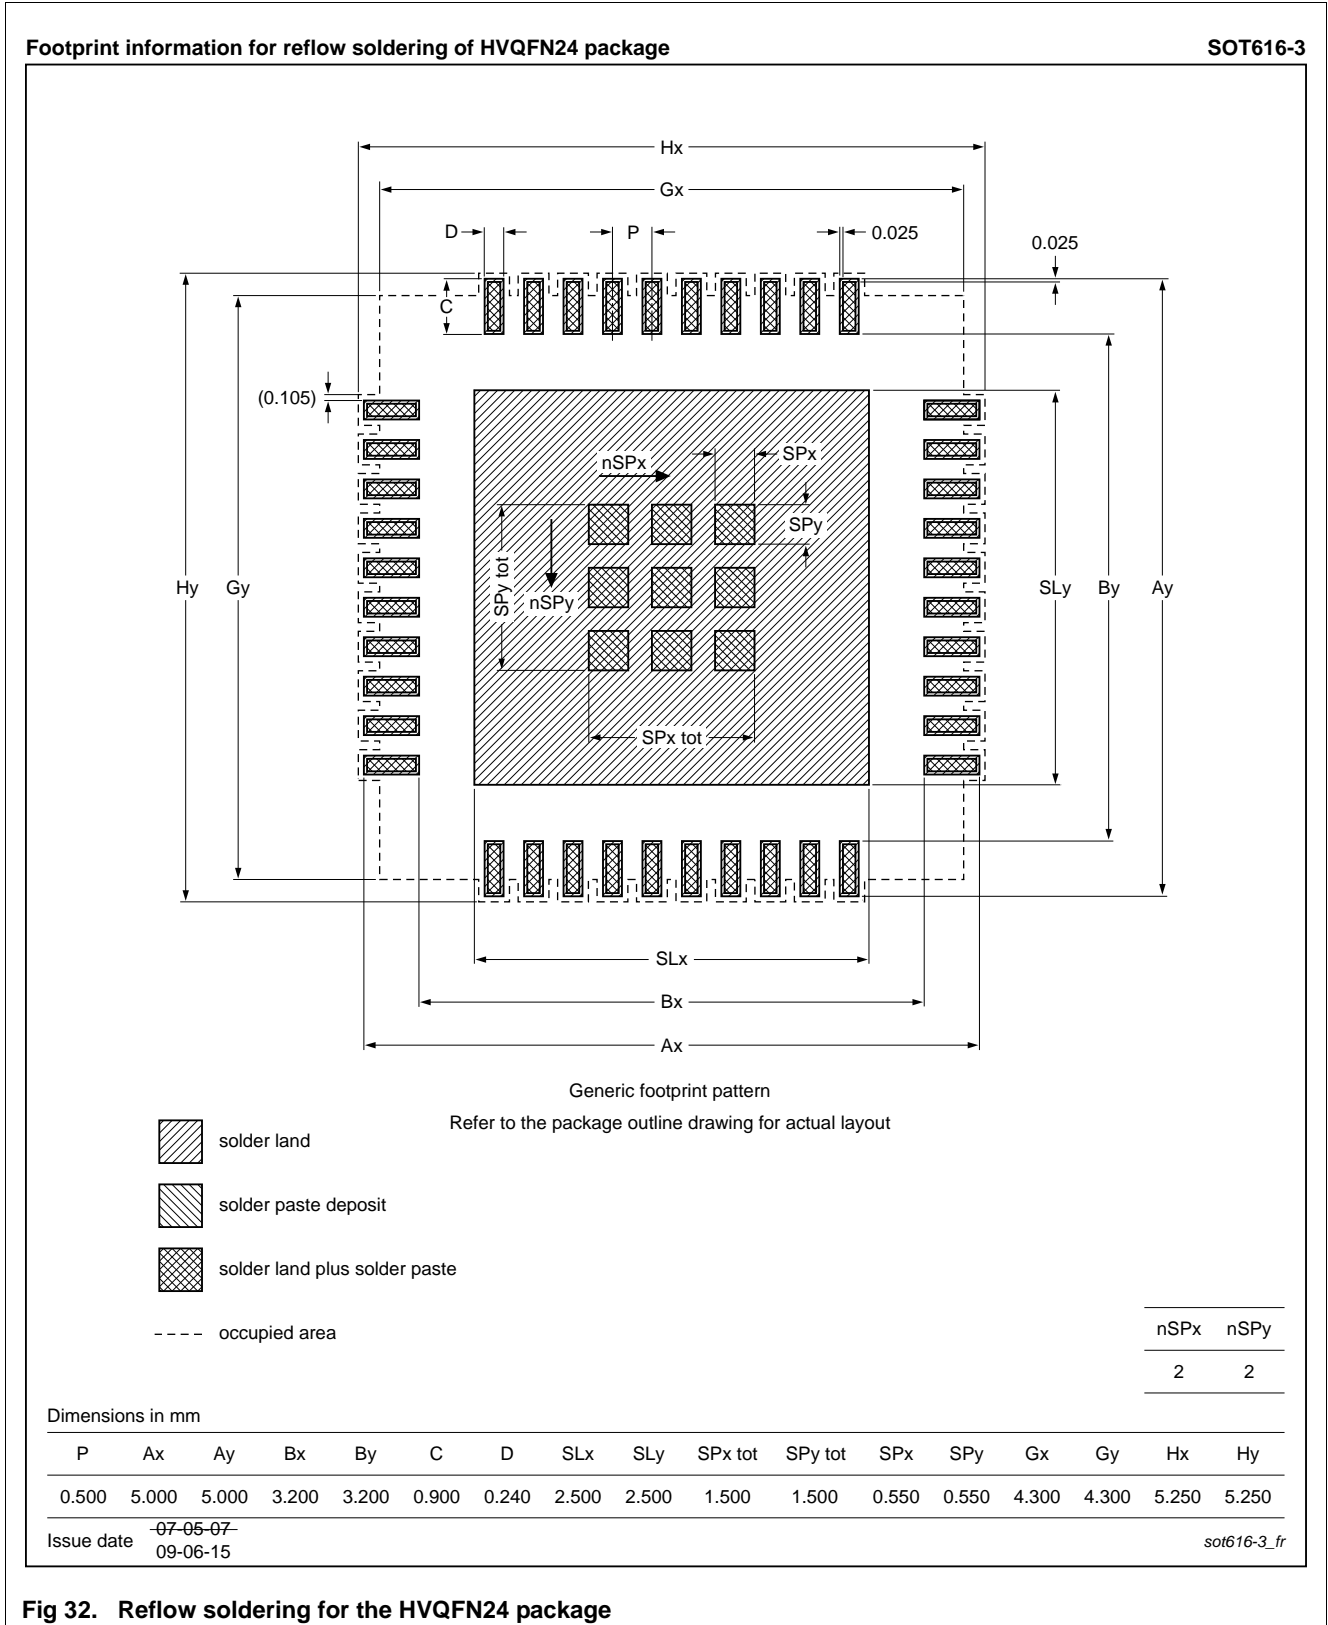 Footprint information for reflow soldering of HVQFN24 package SOT616-3
Hx
Gx
D P 0.025
0.025
C
(0.105)
SPx
nSPx
SPy
SPy tot
nSPy
Hy Gy SLy By Ay
SPx tot
SLx
Bx
Ax
Generic footprint pattern
Refer to the package outline drawing for actual layout
solder land
solder paste deposit
solder land plus solder paste
occupied area
nSPx nSPy
2 2
Dimensions in mm
P Ax Ay Bx By C D SLx SLy SPx tot SPy tot SPx SPy Gx Gy Hx Hy
0.500 5.000 5.000 3.200 3.200 0.900 0.240 2.500 2.500 1.500 1.500 0.550 0.550 4.300 4.300 5.250 5.250
Issue date 07-05-07
09-06-15
sot616-3_fr
Fig 32. Reflow soldering for the HVQFN24 package